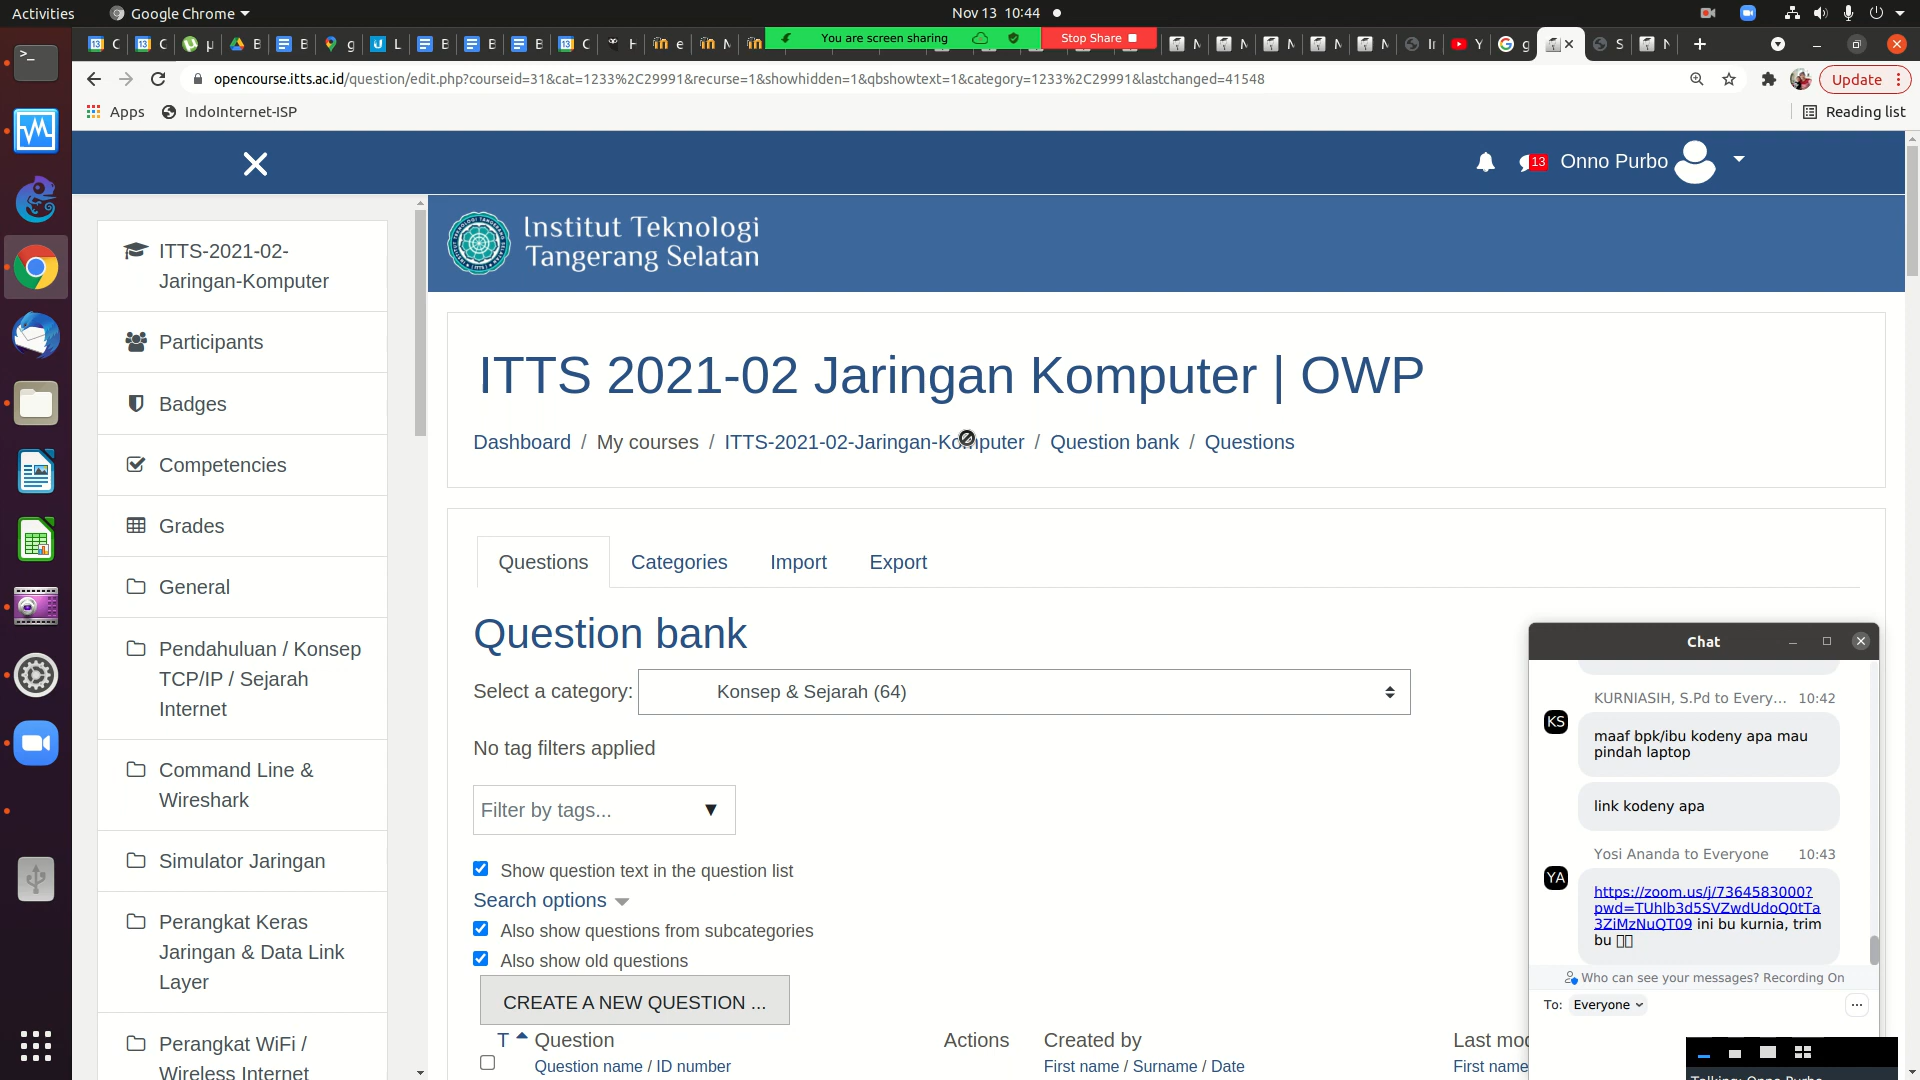 Activities
Google Chrome
Nov 13 10:44
You are screen sharing
Stop Share
opencourse.itts.ac.id/question/edit.php?courseid=31&cat=1233%2C29991&recurse=1&showhidden=1&qbshowtext=1&category=1233%2C29991&lastchanged=41548
Update
Apps
IndoInternet-ISP
Reading list
13
Onno Purbo
Institut Teknologi
Tangerang Selatan
ITTS-2021-02-
Jaringan-Komputer
Participants
Badges
Competencies
Grades
General
Pendahuluan / Konsep
TCP/IP / Sejarah
Internet
Command Line &
Wireshark
Simulator Jaringan
Perangkat Keras
Jaringan & Data Link
Layer
Perangkat WiFi /
Wireless Internet
ITTS 2021-02 Jaringan Komputer | OWP
Dashboard / My courses / ITTS-2021-02-Jaringan-Komputer / Question bank / Questions
Questions
Categories
Import
Export
Question bank
Select a category:
Konsep & Sejarah (64)
No tag filters applied
Filter by tags...
Show question text in the question list
Search options
Also show questions from subcategories
Also show old questions
CREATE A NEW QUESTION ...
T Question
Actions
Created by
Question name / ID number
First name / Surname / Date
Last
First name
Chat
KURNIASIH, S.Pd to Every... 10:42
KS
maaf bpk/ibu kodeny apa mau
pindah laptop
link kodeny apa
Yosi Ananda to Everyone 10:43
YA
https://zoom.us/j/7364583000?
pwd=TUhlb3d5SVZwdUdoQ0tTa
3ZiMzNuQT09 ini bu kurnia, trim
bu
Who can see your messages? Recording On
To: Everyone
Talking: Onno Purbo